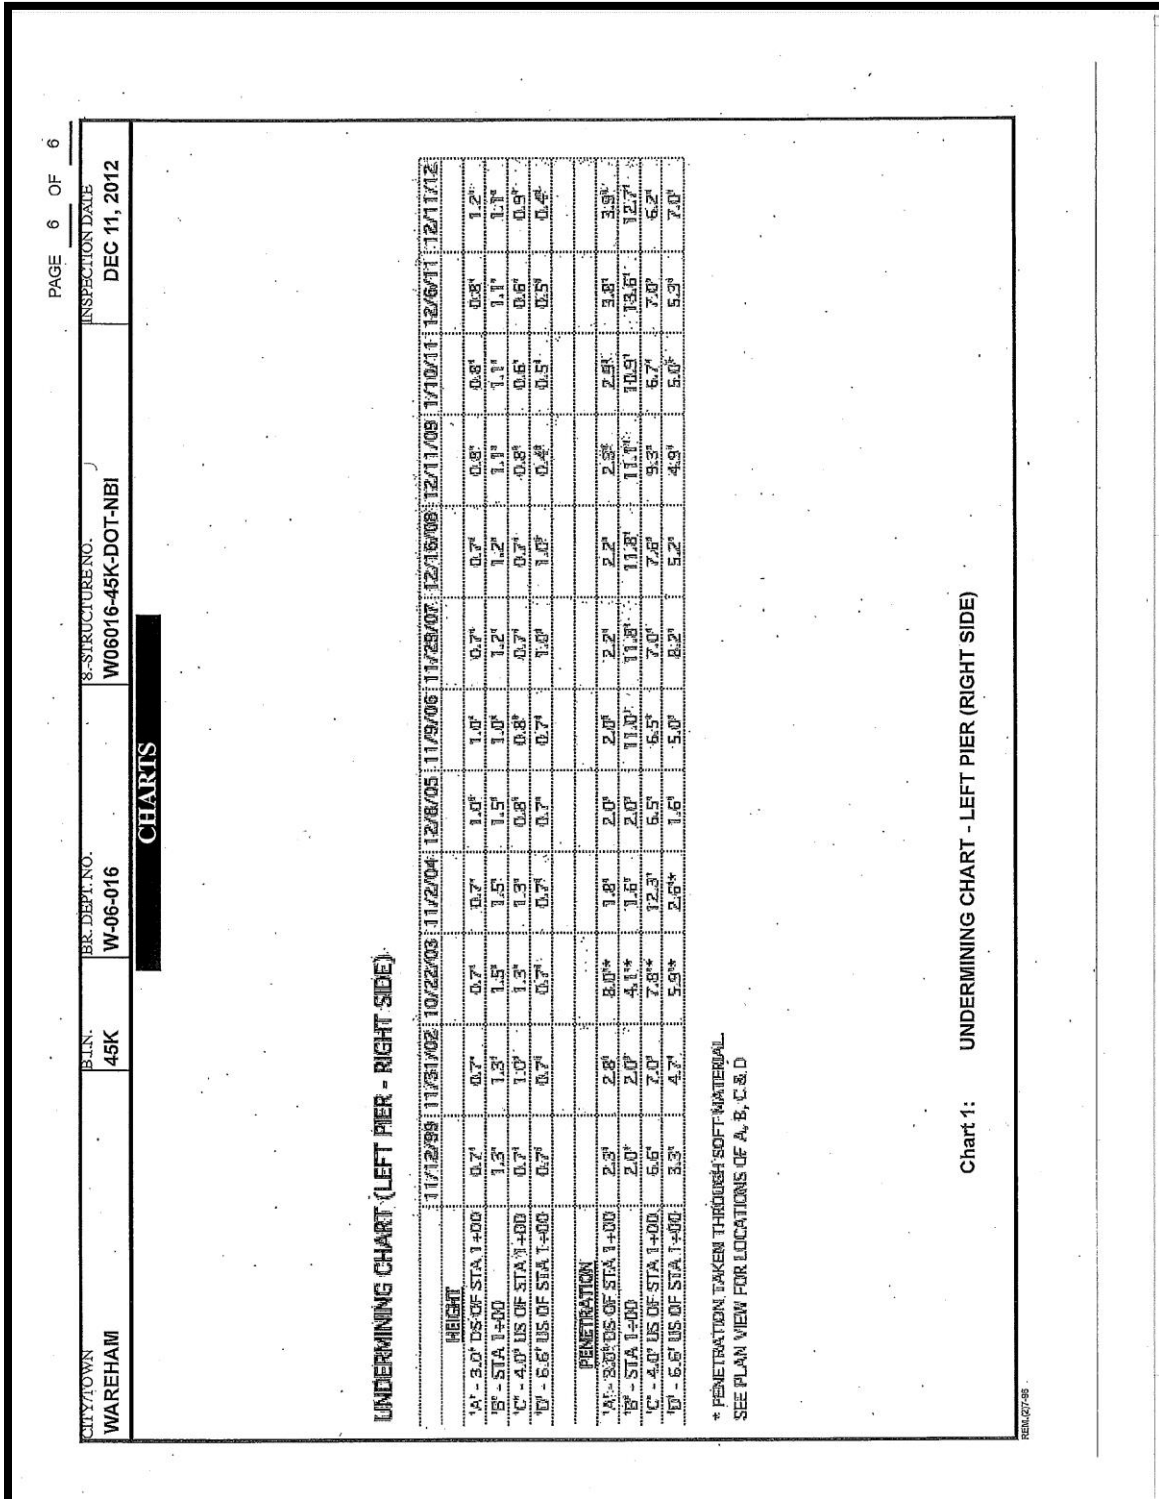 PAGE 6 OF 6
CITY/TOWN B.I.N. BR. DEPT. NO. 8.-STRUCTURE NO. INSPECTION DATE
WAREHAM 45K W-06-016 W06016-45K-DOT-NBI DEC 11, 2012
CHARTS
UNDERMINING CHART (LEFT PIER - RIGHT SIDE)
11/12/99 11/31/02 10/22/03 11/2/04 12/8/05 11/9/06 11/29/07 12/16/08 12/11/09 1/10/11 12/6/11 12/11/12
HEIGHT
'A' - 3.0' DS OF STA 1+00 0.7' 0.7' 0.7' 0.7' 1.0' 1.0' 0.7' 0.7' 0.8' 0.8' 0.8' 1.2'
'B' - STA 1+00 1.3' 1.3' 1.5' 1.5' 1.5' 1.0' 1.2' 1.2' 1.1' 1.1' 1.1' 1.1'
'C' - 4.0' US OF STA 1+00 0.7' 1.0' 1.3' 1.3' 0.8' 0.8' 0.7' 0.7' 0.8' 0.6' 0.6' 0.9'
'D' - 6.6' US OF STA 1+00 0.7' 0.7' 0.7' 0.7' 0.7' 0.7' 1.0' 1.0' 0.4' 0.5' 0.5' 0.4'
PENETRATION
'A' - 3.0' DS OF STA 1+00 2.3' 2.8' 8.0'* 1.8' 2.0' 2.0' 2.2' 2.2' 2.3' 2.9' 3.8' 3.9'
'B' - STA 1+00 2.0' 2.0' 4.1'* 1.6' 2.0' 11.0' 11.8' 11.8' 11.1' 10.9' 13.6' 12.7'
'C' - 4.0' US OF STA 1+00 6.6' 7.0' 7.8'* 12.3' 6.5' 6.5' 7.0' 7.6' 9.3' 6.7' 7.0' 6.2'
'D' - 6.6' US OF STA 1+00 3.3' 4.7' 5.9'* 2.6'* 1.6' 5.0' 8.2' 5.2' 4.9' 5.0' 5.3' 7.0'
* PENETRATION TAKEN THROUGH SOFT MATERIAL.
SEE PLAN VIEW FOR LOCATIONS OF A, B, C & D
Chart 1: UNDERMINING CHART - LEFT PIER (RIGHT SIDE)
REM.(2)7-96